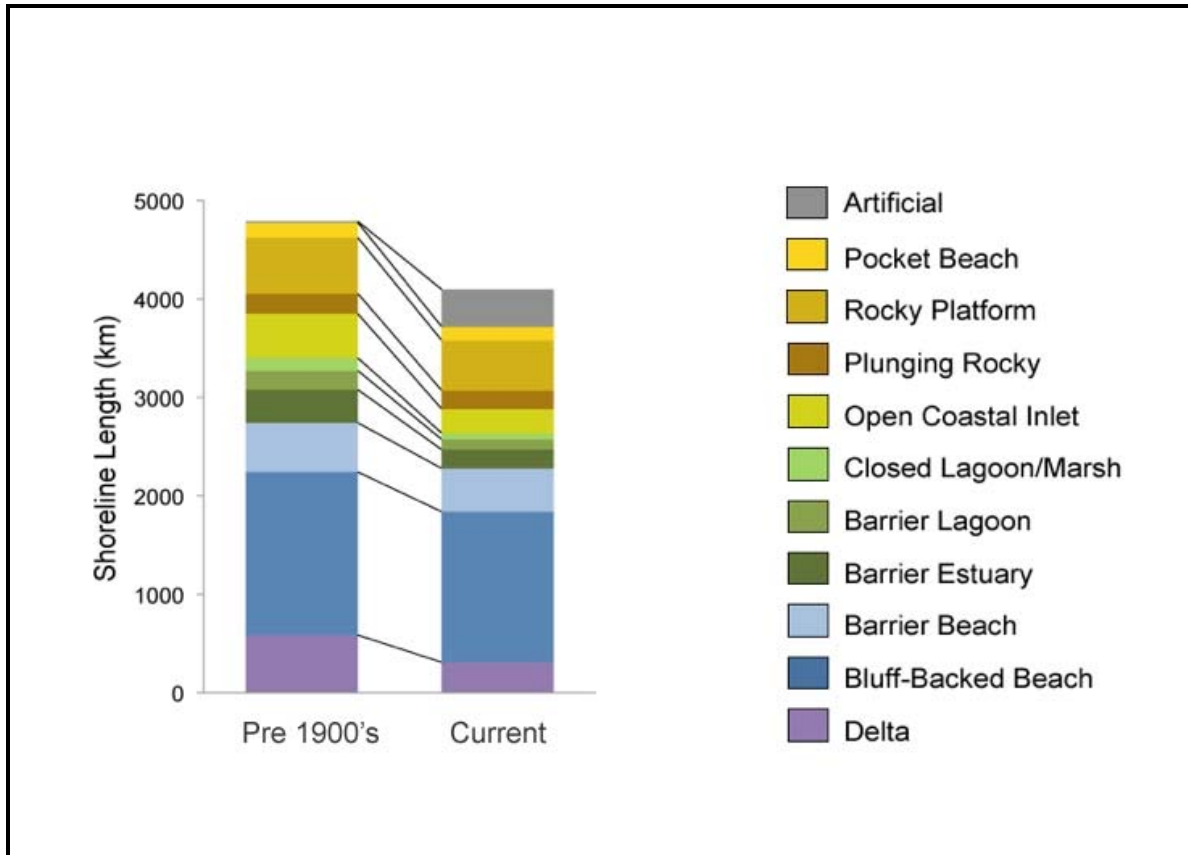 5000
4000
3000
2000
1000
0
Shoreline Length (km)
Pre 1900's
Current
Artificial
Pocket Beach
Rocky Platform
Plunging Rocky
Open Coastal Inlet
Closed Lagoon/Marsh
Barrier Lagoon
Barrier Estuary
Barrier Beach
Bluff-Backed Beach
Delta